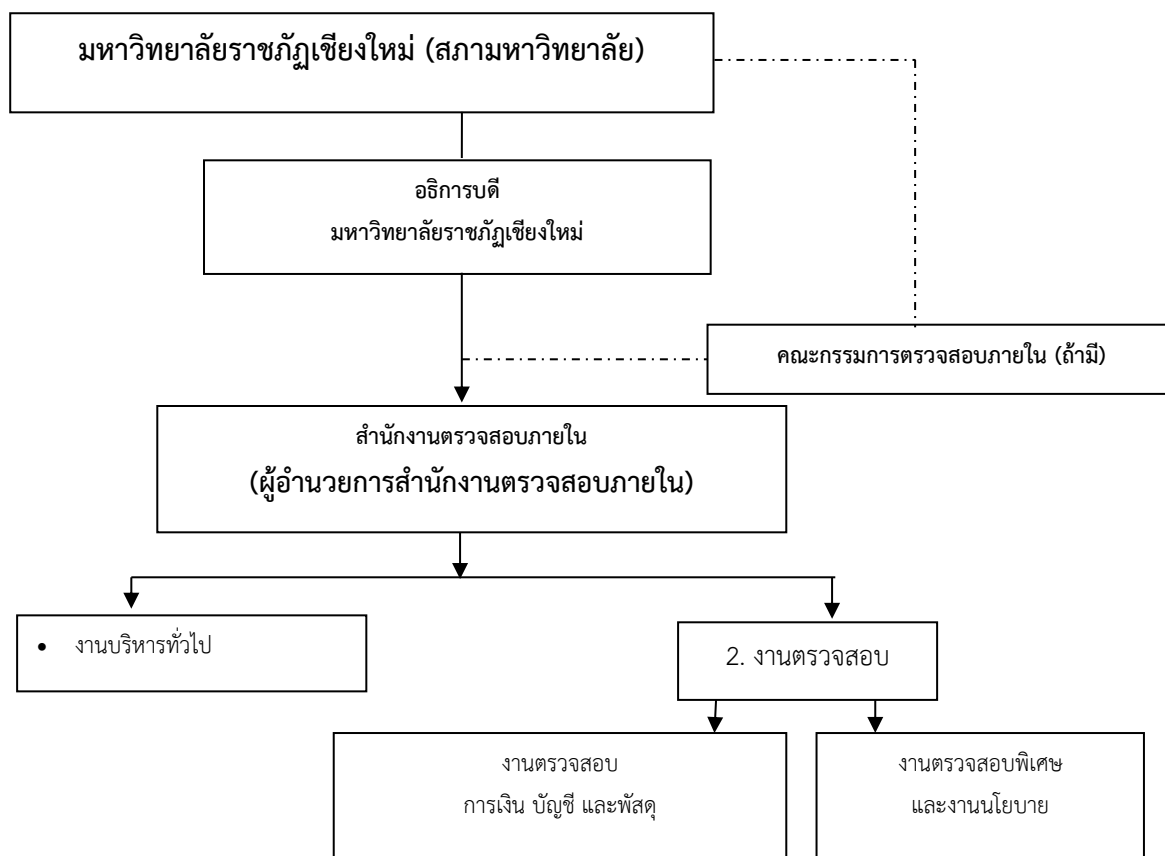 มหาวิทยาลัยราชภัฏเชียงใหม่ (สภามหาวิทยาลัย)
อธิการบดี
มหาวิทยาลัยราชภัฏเชียงใหม่
คณะกรรมการตรวจสอบภายใน (ถ้ามี)
สำนักงานตรวจสอบภายใน
(ผู้อำนวยการสำนักงานตรวจสอบภายใน)
• งานบริหารทั่วไป
2. งานตรวจสอบ
งานตรวจสอบ
การเงิน บัญชี และพัสดุ
งานตรวจสอบพิเศษ
และงานนโยบาย